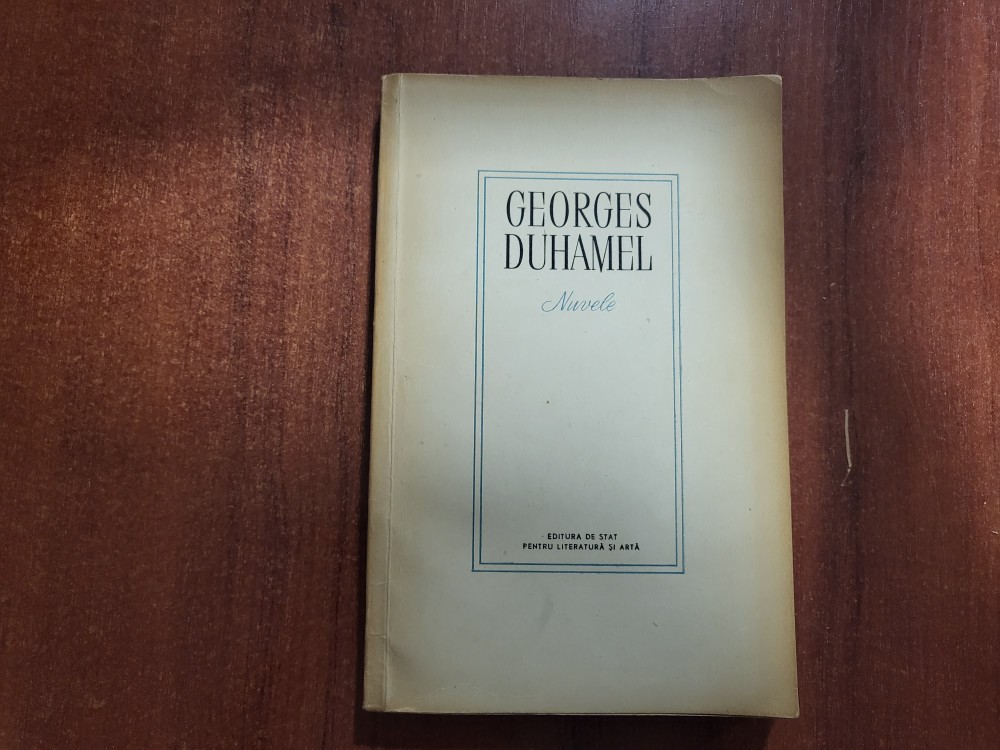 GEORGES
DUHAMEL
Nuvele
EDITURA DE STAT
PENTRU LITERATURĂ ȘI ARTĂ